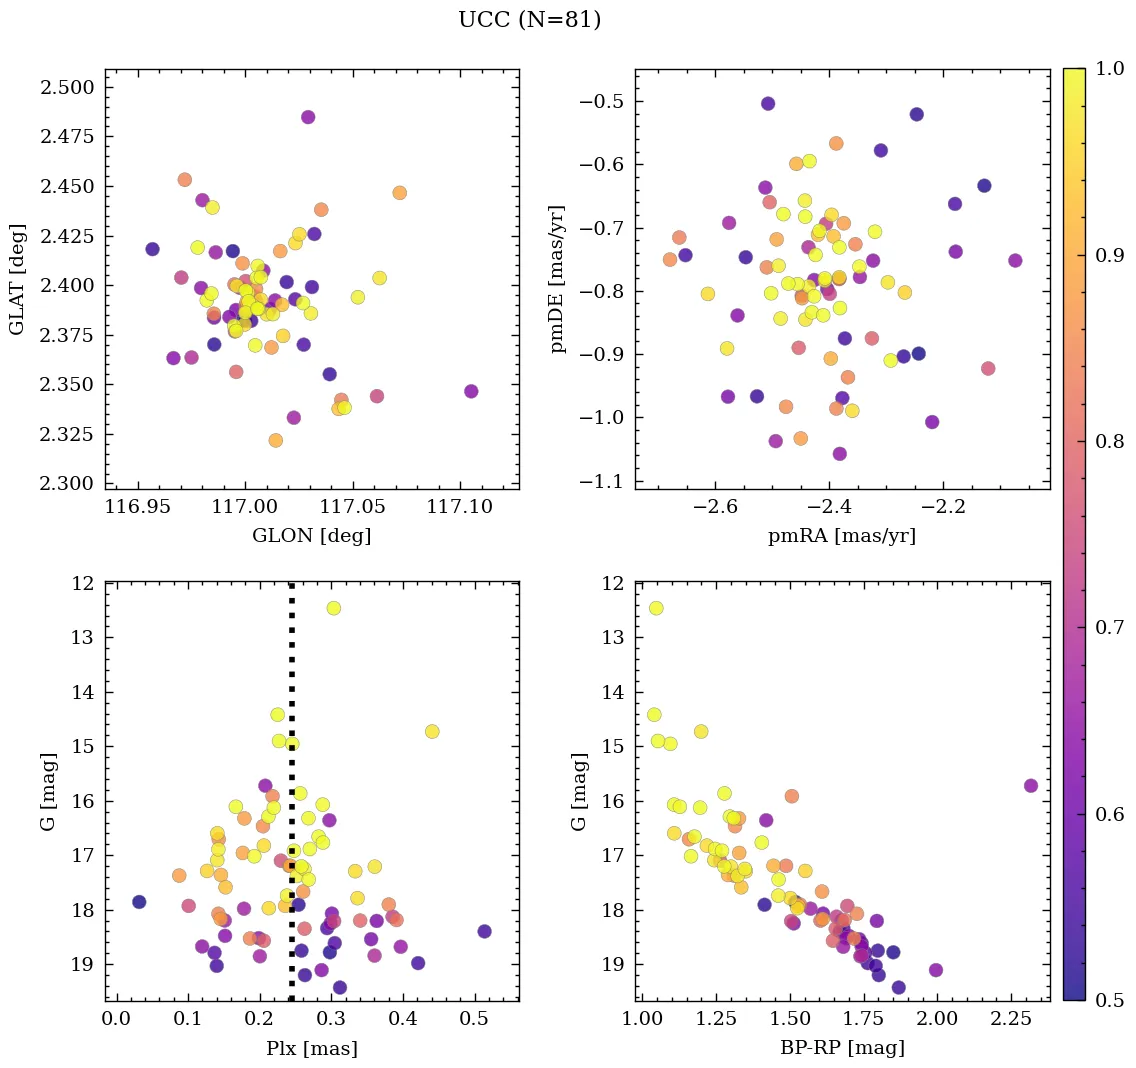 UCC (N=81)
2.500
2.475
2.450
2.425
2.400
2.375
2.350
2.325
2.300
GLAT [deg]
116.95 117.00 117.05 117.10
GLON [deg]
−0.5
−0.6
−0.7
−0.8
−0.9
−1.0
−1.1
pmDE [mas/yr]
−2.6 −2.4 −2.2
pmRA [mas/yr]
1.0
0.9
0.8
0.7
0.6
0.5
12
13
14
15
16
17
18
19
G [mag]
0.0 0.1 0.2 0.3 0.4 0.5
Plx [mas]
12
13
14
15
16
17
18
19
G [mag]
1.00 1.25 1.50 1.75 2.00 2.25
BP-RP [mag]